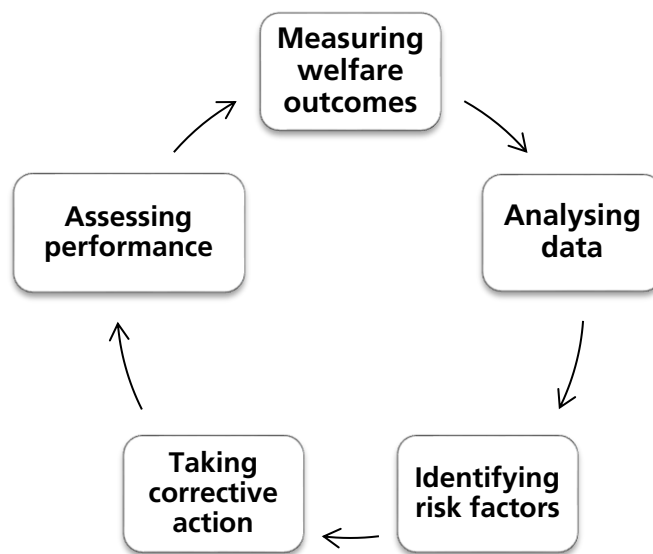 Measuring
welfare
outcomes
Analysing
data
Identifying
risk factors
Taking
corrective
action
Assessing
performance